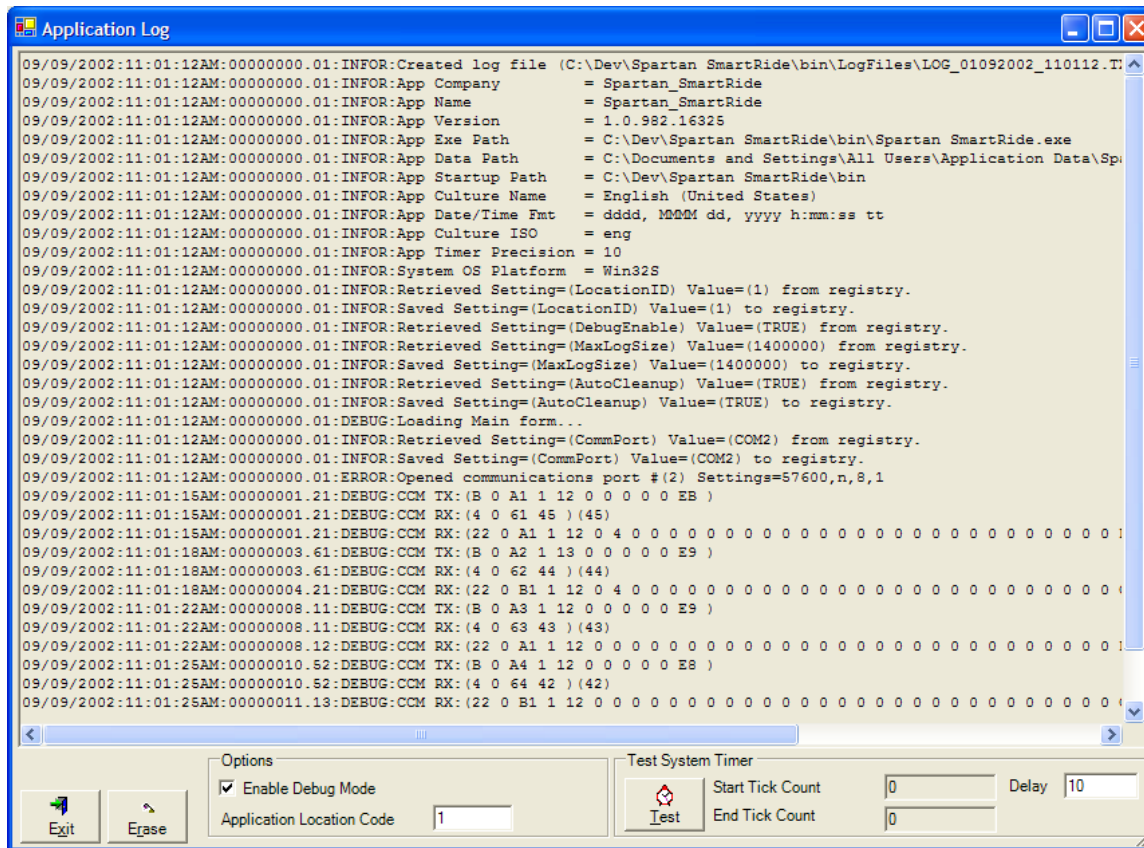 Application Log
09/09/2002:11:01:12AM:00000000.01:INFOR:Created log file (C:\Dev\Spartan SmartRide\bin\LogFiles\LOG_01092002_110112.TX
09/09/2002:11:01:12AM:00000000.01:INFOR:App Company = Spartan_SmartRide
09/09/2002:11:01:12AM:00000000.01:INFOR:App Name = Spartan_SmartRide
09/09/2002:11:01:12AM:00000000.01:INFOR:App Version = 1.0.982.16325
09/09/2002:11:01:12AM:00000000.01:INFOR:App Exe Path = C:\Dev\Spartan SmartRide\bin\Spartan SmartRide.exe
09/09/2002:11:01:12AM:00000000.01:INFOR:App Data Path = C:\Documents and Settings\All Users\Application Data\Spa
09/09/2002:11:01:12AM:00000000.01:INFOR:App Startup Path = C:\Dev\Spartan SmartRide\bin
09/09/2002:11:01:12AM:00000000.01:INFOR:App Culture Name = English (United States)
09/09/2002:11:01:12AM:00000000.01:INFOR:App Date/Time Fmt = dddd, MMMM dd, yyyy h:mm:ss tt
09/09/2002:11:01:12AM:00000000.01:INFOR:App Culture ISO = eng
09/09/2002:11:01:12AM:00000000.01:INFOR:App Timer Precision = 10
09/09/2002:11:01:12AM:00000000.01:INFOR:System OS Platform = Win32S
09/09/2002:11:01:12AM:00000000.01:INFOR:Retrieved Setting=(LocationID) Value=(1) from registry.
09/09/2002:11:01:12AM:00000000.01:INFOR:Saved Setting=(LocationID) Value=(1) to registry.
09/09/2002:11:01:12AM:00000000.01:INFOR:Retrieved Setting=(DebugEnable) Value=(TRUE) from registry.
09/09/2002:11:01:12AM:00000000.01:INFOR:Retrieved Setting=(MaxLogSize) Value=(1400000) from registry.
09/09/2002:11:01:12AM:00000000.01:INFOR:Saved Setting=(MaxLogSize) Value=(1400000) to registry.
09/09/2002:11:01:12AM:00000000.01:INFOR:Retrieved Setting=(AutoCleanup) Value=(TRUE) from registry.
09/09/2002:11:01:12AM:00000000.01:INFOR:Saved Setting=(AutoCleanup) Value=(TRUE) to registry.
09/09/2002:11:01:12AM:00000000.01:DEBUG:Loading Main form...
09/09/2002:11:01:12AM:00000000.01:INFOR:Retrieved Setting=(CommPort) Value=(COM2) from registry.
09/09/2002:11:01:12AM:00000000.01:INFOR:Saved Setting=(CommPort) Value=(COM2) to registry.
09/09/2002:11:01:12AM:00000000.01:ERROR:Opened communications port #(2) Settings=57600,n,8,1
09/09/2002:11:01:15AM:00000001.21:DEBUG:CCM TX:(B 0 A1 1 12 0 0 0 0 0 EB )
09/09/2002:11:01:15AM:00000001.21:DEBUG:CCM RX:(4 0 61 45 )(45)
09/09/2002:11:01:15AM:00000001.21:DEBUG:CCM RX:(22 0 A1 1 12 0 4 0 0 0 0 0 0 0 0 0 0 0 0 0 0 0 0 0 0 0 0 0 0 0 0 0
09/09/2002:11:01:18AM:00000003.61:DEBUG:CCM TX:(B 0 A2 1 13 0 0 0 0 0 E9 )
09/09/2002:11:01:18AM:00000003.61:DEBUG:CCM RX:(4 0 62 44 )(44)
09/09/2002:11:01:18AM:00000004.21:DEBUG:CCM RX:(22 0 B1 1 12 0 4 0 0 0 0 0 0 0 0 0 0 0 0 0 0 0 0 0 0 0 0 0 0 0 0 0
09/09/2002:11:01:22AM:00000008.11:DEBUG:CCM TX:(B 0 A3 1 12 0 0 0 0 0 E9 )
09/09/2002:11:01:22AM:00000008.11:DEBUG:CCM RX:(4 0 63 43 )(43)
09/09/2002:11:01:22AM:00000008.12:DEBUG:CCM RX:(22 0 A1 1 12 0 0 0 0 0 0 0 0 0 0 0 0 0 0 0 0 0 0 0 0 0 0 0 0 0 0 0
09/09/2002:11:01:25AM:00000010.52:DEBUG:CCM TX:(B 0 A4 1 12 0 0 0 0 0 E8 )
09/09/2002:11:01:25AM:00000010.52:DEBUG:CCM RX:(4 0 64 42 )(42)
09/09/2002:11:01:25AM:00000011.13:DEBUG:CCM RX:(22 0 B1 1 12 0 0 0 0 0 0 0 0 0 0 0 0 0 0 0 0 0 0 0 0 0 0 0 0 0 0 0
Exit
Erase
Options
Enable Debug Mode
Application Location Code 1
Test System Timer
Test
Start Tick Count 0
Delay 10
End Tick Count 0